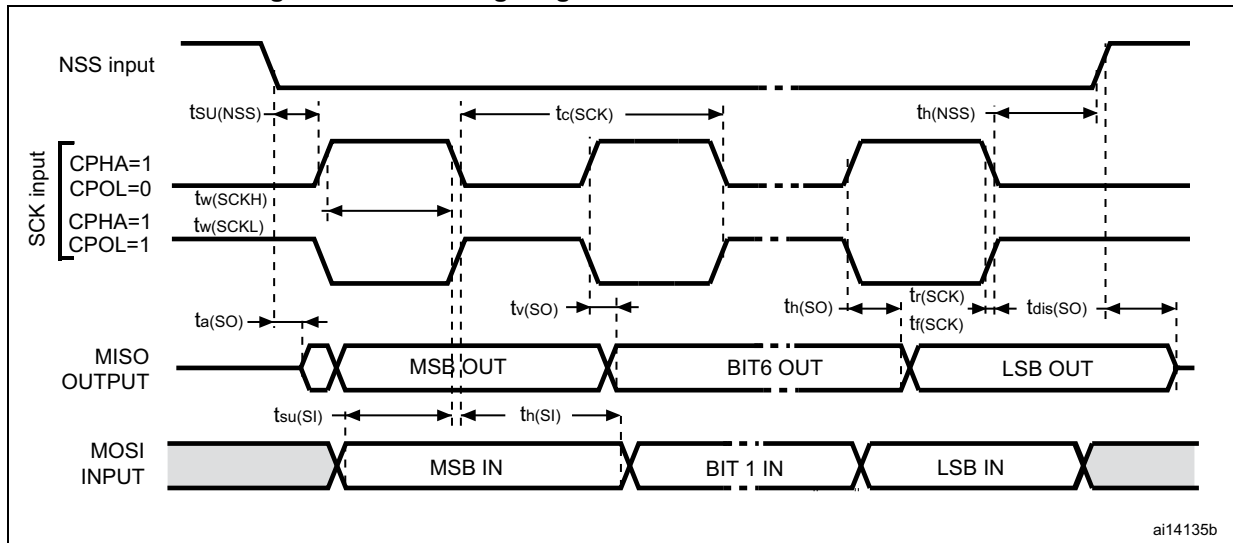 NSS input
tSU(NSS)
tc(SCK)
th(NSS)
SCK input
CPHA=1
CPOL=0
tw(SCKH)
CPHA=1
tw(SCKL)
CPOL=1
ta(SO)
tv(SO)
th(SO)
tr(SCK)
tf(SCK)
tdis(SO)
MISO
OUTPUT
MSB OUT
BIT6 OUT
LSB OUT
tsu(SI)
th(SI)
MOSI
INPUT
MSB IN
BIT 1 IN
LSB IN
ai14135b